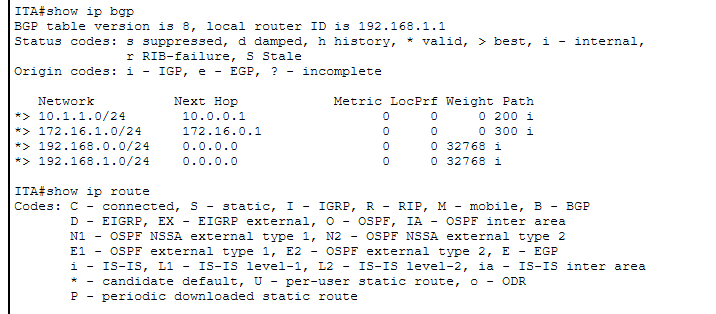 ITA#show ip bgp
BGP table version is 8, local router ID is 192.168.1.1
Status codes: s suppressed, d damped, h history, * valid, > best, i - internal,
              r RIB-failure, S Stale
Origin codes: i - IGP, e - EGP, ? - incomplete

   Network          Next Hop            Metric LocPrf Weight Path
*> 10.1.1.0/24      10.0.0.1                 0     0     0 200 i
*> 172.16.1.0/24    172.16.0.1               0     0     0 300 i
*> 192.168.0.0/24   0.0.0.0                  0     0 32768 i
*> 192.168.1.0/24   0.0.0.0                  0     0 32768 i

ITA#show ip route
Codes: C - connected, S - static, I - IGRP, R - RIP, M - mobile, B - BGP
       D - EIGRP, EX - EIGRP external, O - OSPF, IA - OSPF inter area
       N1 - OSPF NSSA external type 1, N2 - OSPF NSSA external type 2
       E1 - OSPF external type 1, E2 - OSPF external type 2, E - EGP
       i - IS-IS, L1 - IS-IS level-1, L2 - IS-IS level-2, ia - IS-IS inter area
       * - candidate default, U - per-user static route, o - ODR
       P - periodic downloaded static route